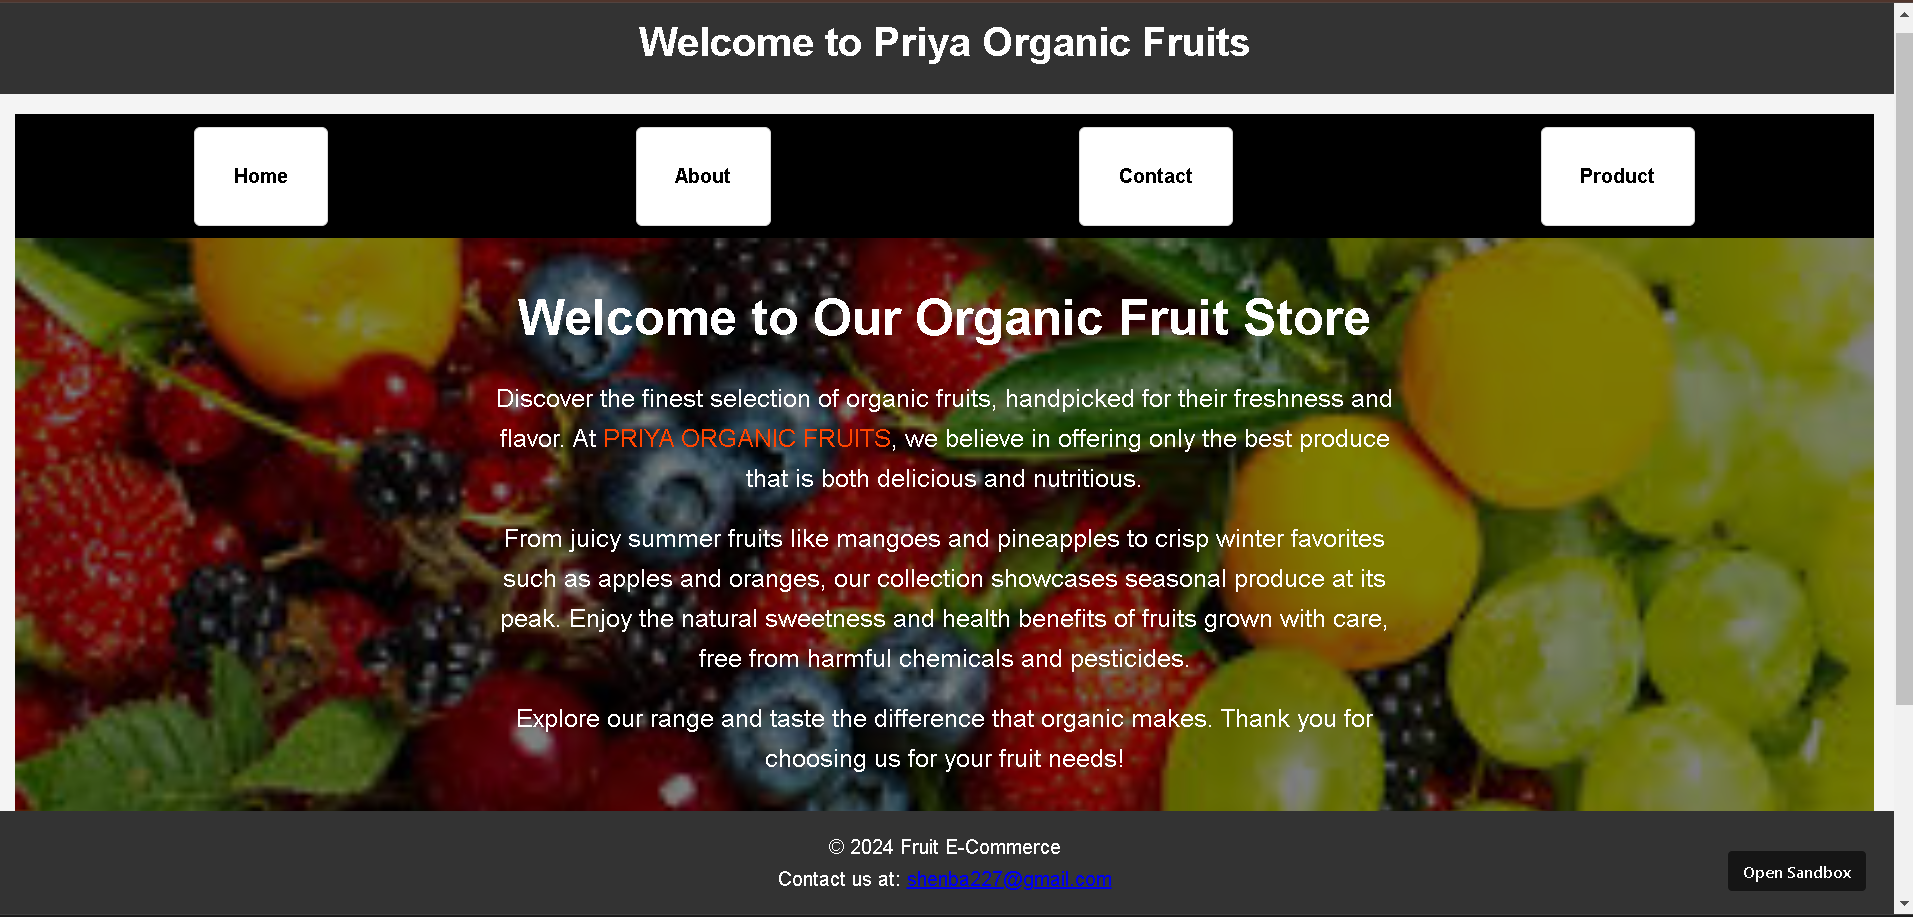 Welcome to Priya Organic Fruits
Home
About
Contact
Product
Welcome to Our Organic Fruit Store
Discover the finest selection of organic fruits, handpicked for their freshness and
flavor. At PRIYA ORGANIC FRUITS, we believe in offering only the best produce
that is both delicious and nutritious.
From juicy summer fruits like mangoes and pineapples to crisp winter favorites
such as apples and oranges, our collection showcases seasonal produce at its
peak. Enjoy the natural sweetness and health benefits of fruits grown with care,
free from harmful chemicals and pesticides.
Explore our range and taste the difference that organic makes. Thank you for
choosing us for your fruit needs!
© 2024 Fruit E-Commerce
Contact us at: shenba227@gmail.com
Open Sandbox